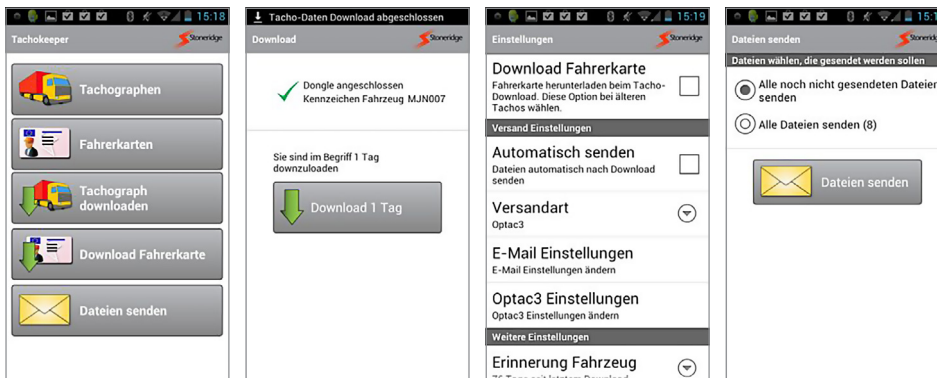 15:18
Tachokeeper
Stoneridge
Tachographen
Fahrerkarten
Tachograph
downloaden
Download Fahrerkarte
Dateien senden
Tacho-Daten Download abgeschlossen
Download
Stoneridge
Dongle angeschlossen
Kennzeichen Fahrzeug MJN007
Sie sind im Begriff 1 Tag
downzuloaden
Download 1 Tag
15:19
Einstellungen
Stoneridge
Download Fahrerkarte
Fahrerkarte herunterladen beim Tacho-
Download. Diese Option bei älteren
Tachos wählen.
Versand Einstellungen
Automatisch senden
Dateien automatisch nach Download
senden
Versandart
Optac3
E-Mail Einstellungen
E-Mail Einstellungen ändern
Optac3 Einstellungen
Optac3 Einstellungen ändern
Weitere Einstellungen
Erinnerung Fahrzeug
15:1
Dateien senden
Stonerid
Dateien wählen, die gesendet werden sollen
Alle noch nicht gesendeten Dateien
senden
Alle Dateien senden (8)
Dateien senden